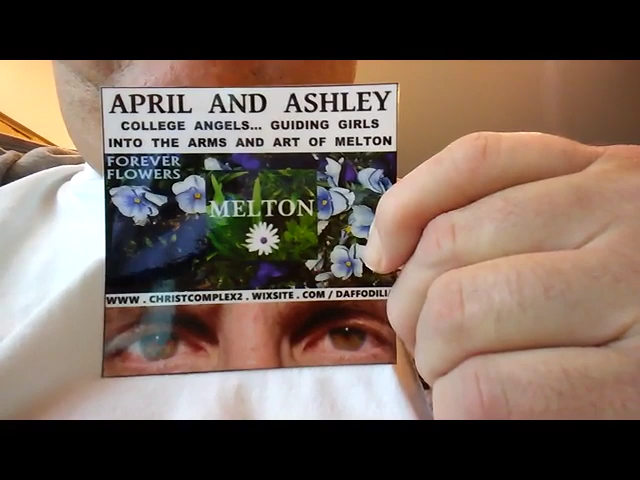 APRIL AND ASHLEY
COLLEGE ANGELS... GUIDING GIRLS
INTO THE ARMS AND ART OF MELTON
FOREVER
FLOWERS
MELTON
WWW.CHRISTCOMPLEX2.WIXSITE.COM/DAFFODIL